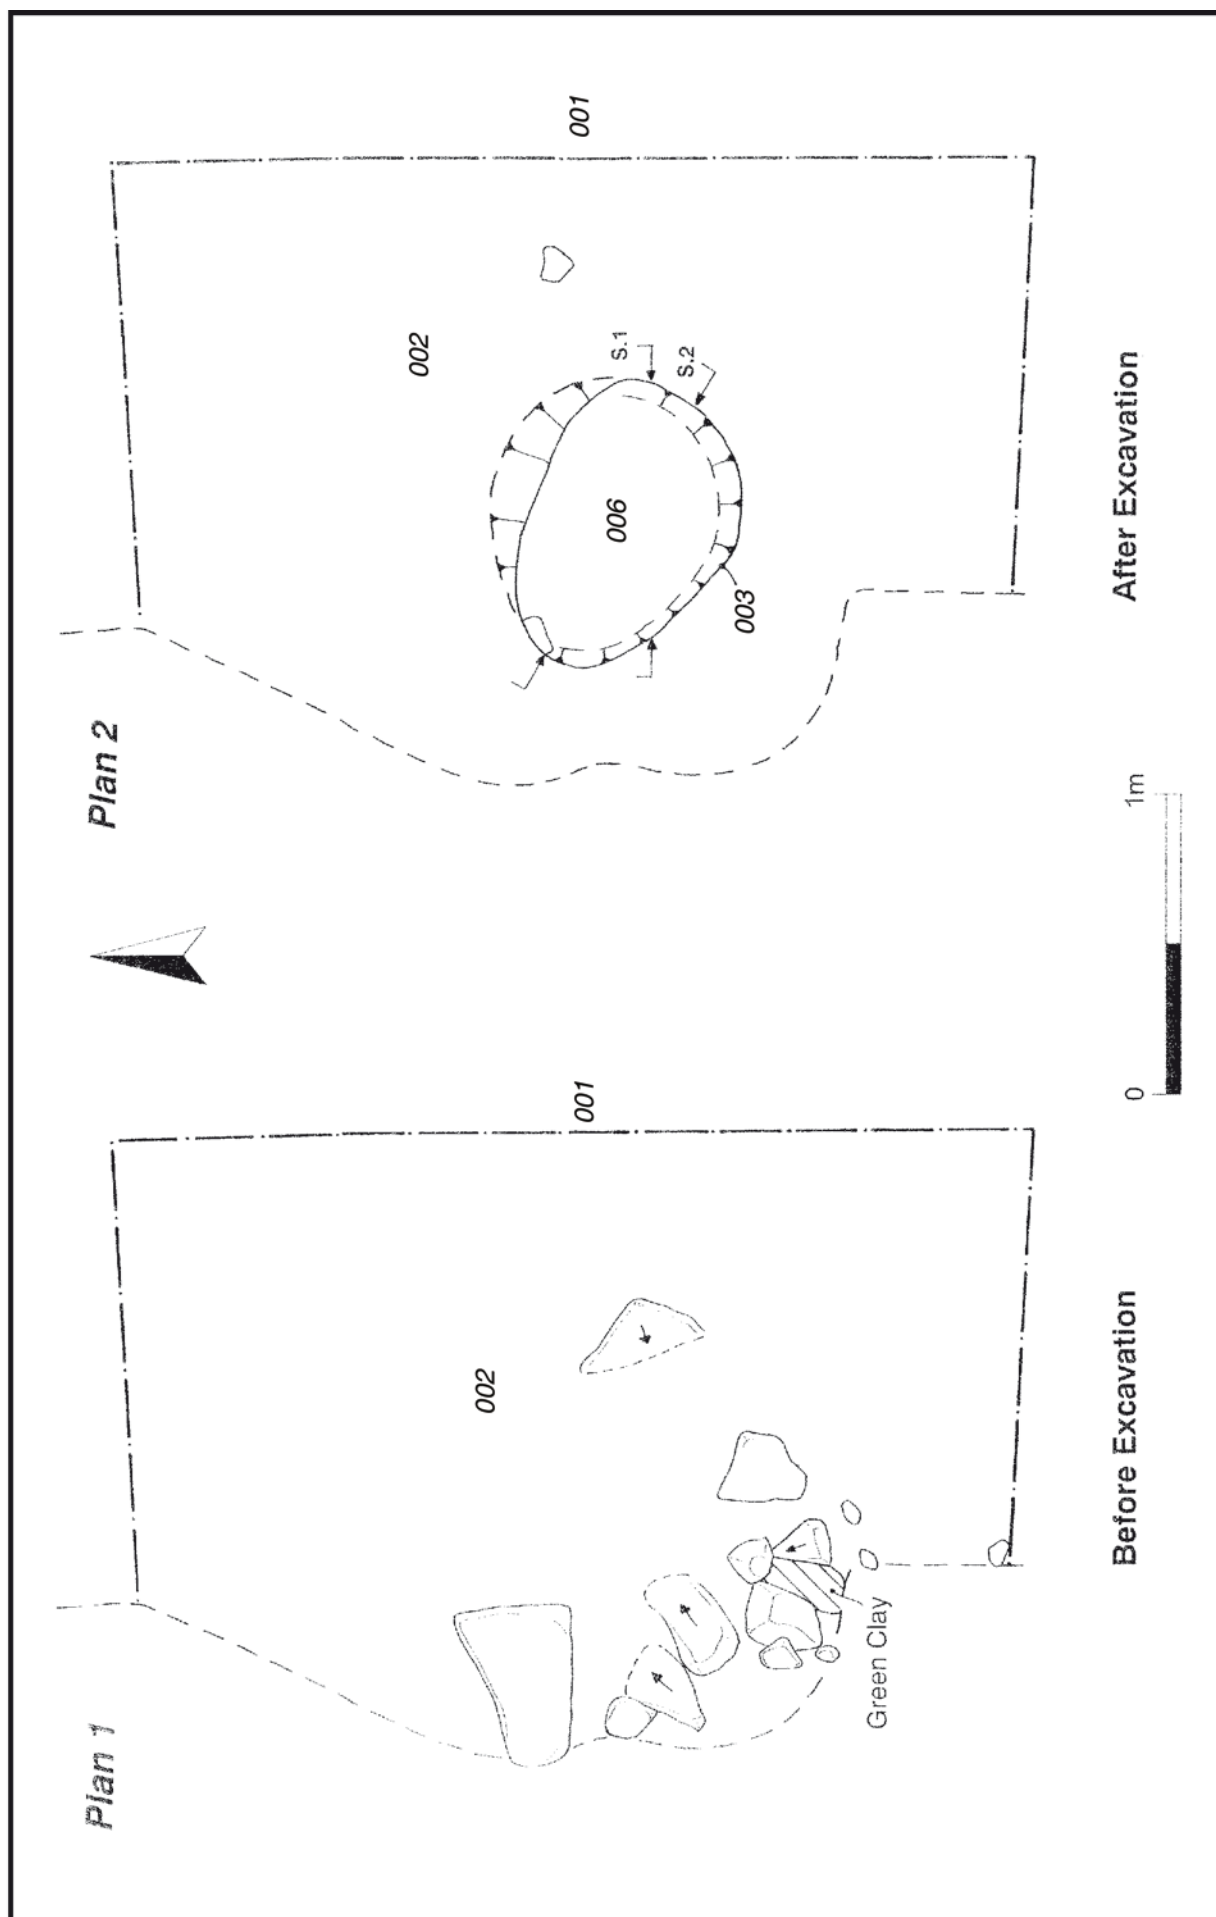 Plan 1
001
002
Green Clay
Before Excavation
Plan 2
001
002
S.1
S.2
006
003
After Excavation
0
1m